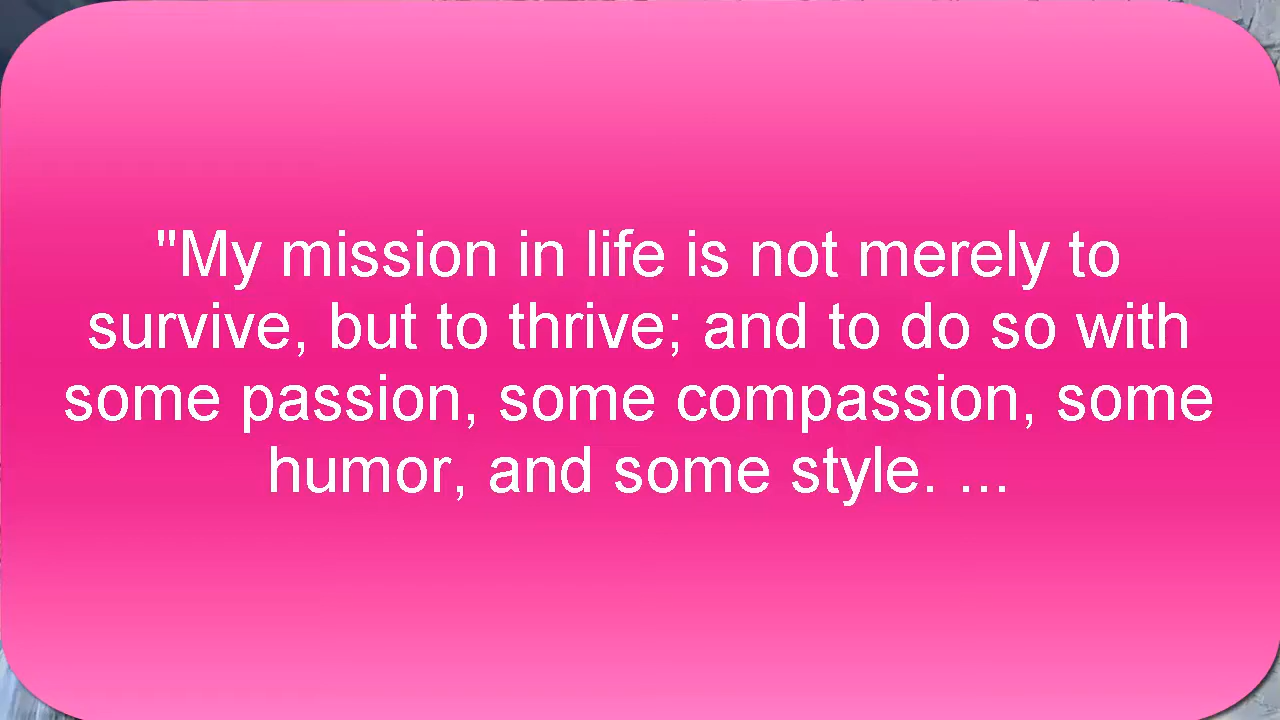 "My mission in life is not merely to
survive, but to thrive; and to do so with
some passion, some compassion, some
humor, and some style. ...